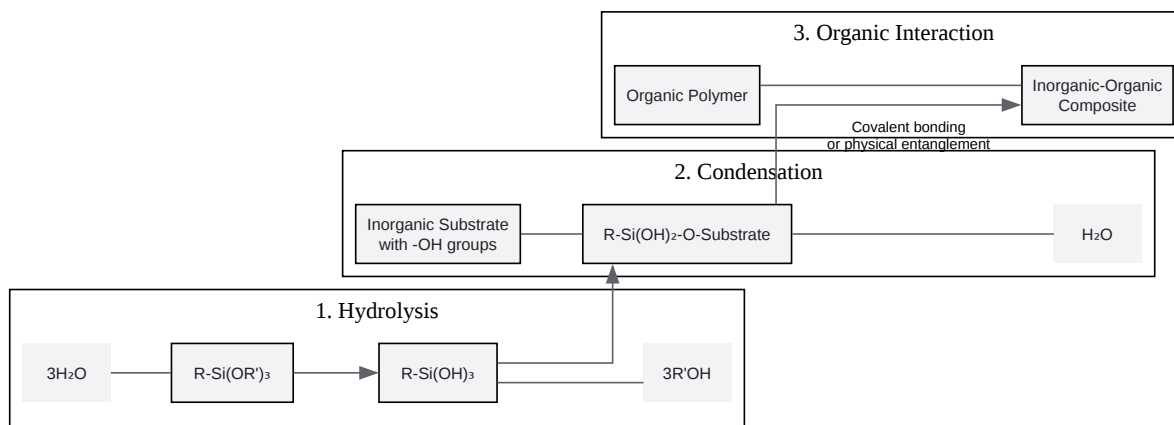 3. Organic Interaction
Organic Polymer
Inorganic-Organic
Composite
Covalent bonding
or physical entanglement
2. Condensation
Inorganic Substrate
with -OH groups
R-Si(OH)₂-O-Substrate
H₂O
1. Hydrolysis
3H₂O
R-Si(OR')₃
R-Si(OH)₃
3R'OH